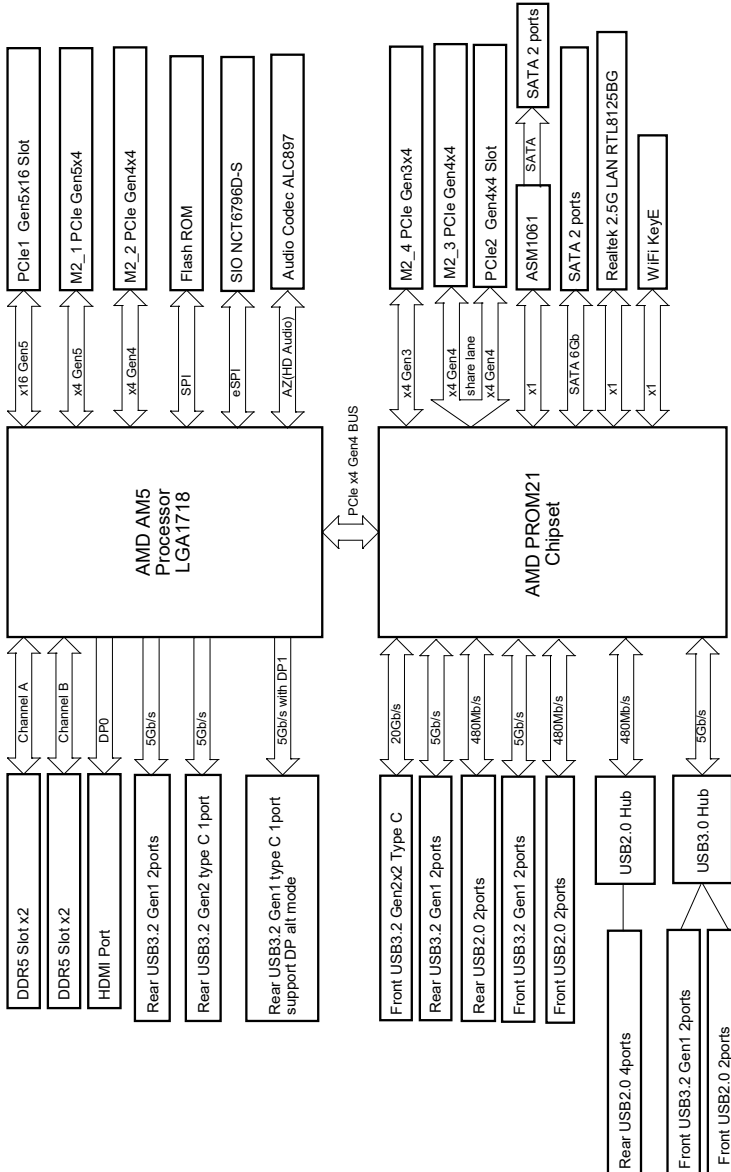 PCIe1 Gen5x16 Slot
M2_1 PCIe Gen5x4
M2_2 PCIe Gen4x4
Flash ROM
SIO NCT6796D-S
Audio Codec ALC897
x16 Gen5
x4 Gen5
x4 Gen4
SPI
eSPI
AZ(HD Audio)
AMD AM5
Processor
LGA1718
Channel A
Channel B
DP0
5Gb/s
5Gb/s
5Gb/s with DP1
DDR5 Slot x2
DDR5 Slot x2
HDMI Port
Rear USB3.2 Gen1 2ports
Rear USB3.2 Gen2 type C 1port
Rear USB3.2 Gen1 type C 1port
support DP alt mode
PCIe x4 Gen4 BUS
SATA 2 ports
SATA
M2_4 PCIe Gen3x4
M2_3 PCIe Gen4x4
PCIe2 Gen4x4 Slot
ASM1061
SATA 2 ports
Realtek 2.5G LAN RTL8125BG
WiFi KeyE
x4 Gen3
x4 Gen4
share lane
x4 Gen4
x1
SATA 6Gb
x1
x1
AMD PROM21
Chipset
20Gb/s
5Gb/s
480Mb/s
5Gb/s
480Mb/s
480Mb/s
5Gb/s
Front USB3.2 Gen2x2 Type C
Rear USB3.2 Gen1 2ports
Rear USB2.0 2ports
Front USB3.2 Gen1 2ports
Front USB2.0 2ports
USB2.0 Hub
USB3.0 Hub
Rear USB2.0 4ports
Front USB3.2 Gen1 2ports
Front USB2.0 2ports